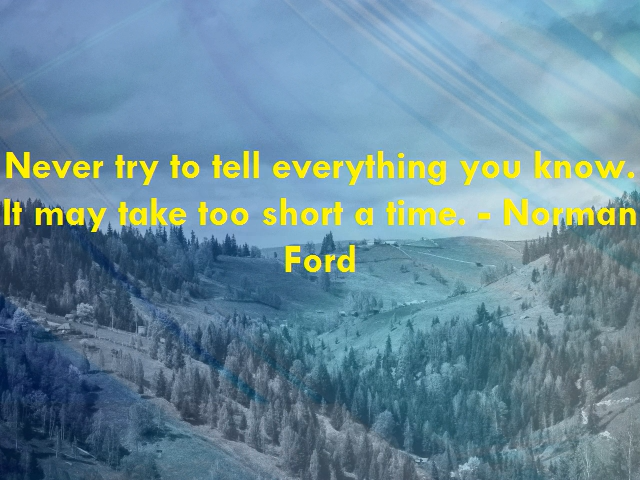 Never try to tell everything you know.
It may take too short a time. - Norman
Ford